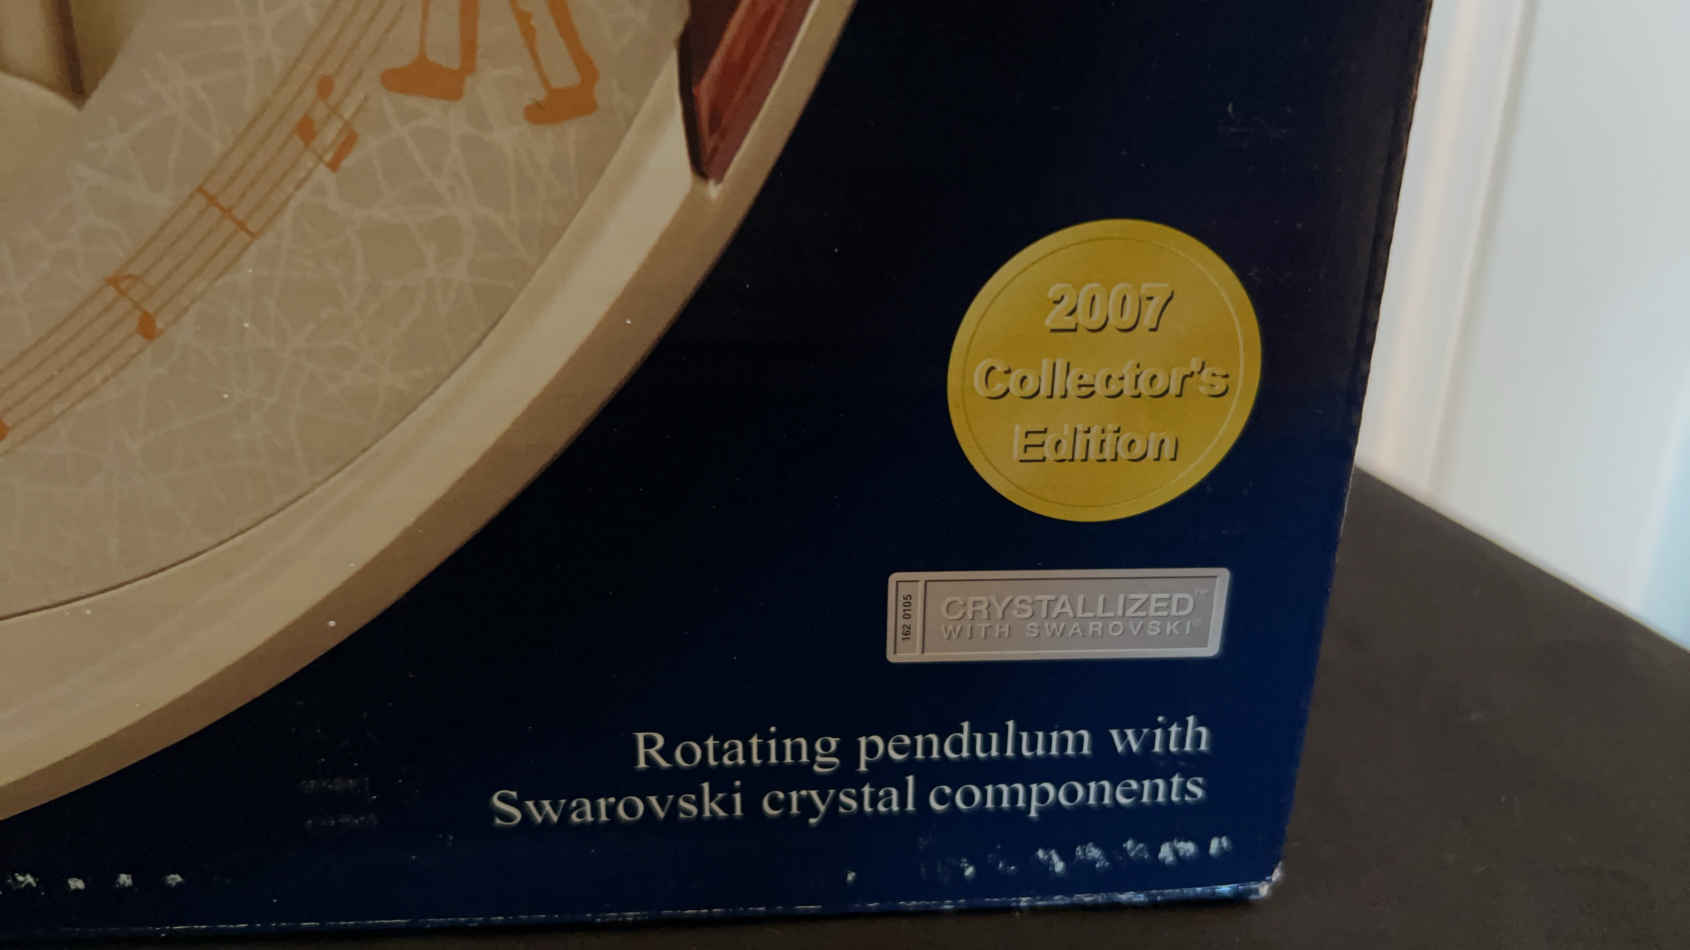 2007
Collector's
Edition
162 0105
CRYSTALLIZED™
WITH SWAROVSKI®
Rotating pendulum with
Swarovski crystal components